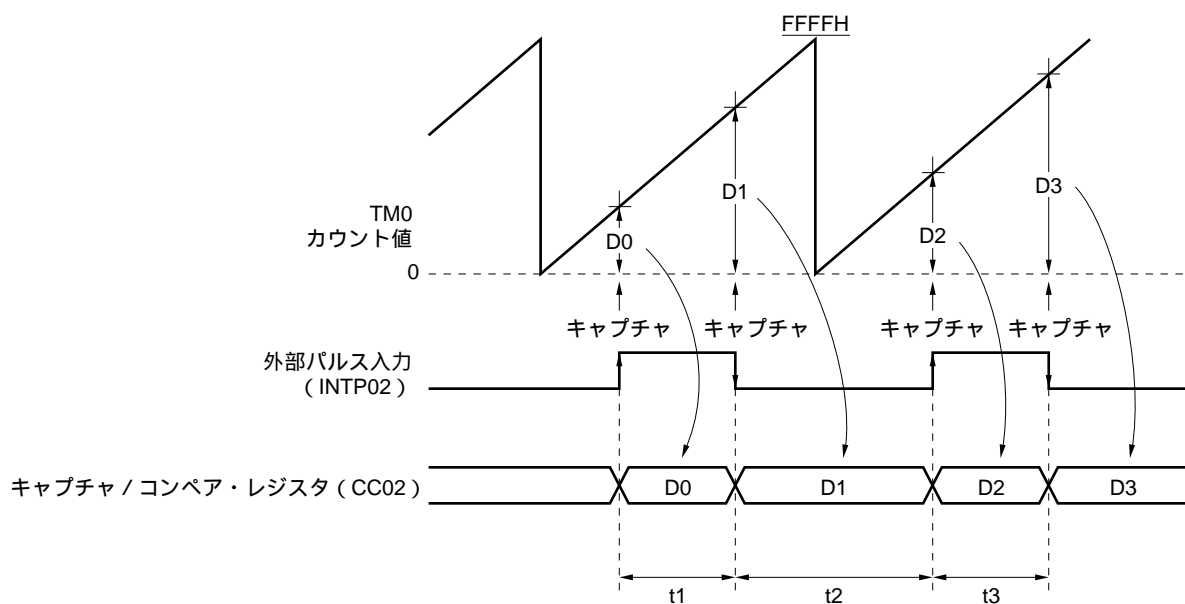 FFFFH
TM0
カウント値
0
D0
D1
D2
D3
キャプチャ
キャプチャ
キャプチャ
キャプチャ
外部パルス入力
（INTP02）
キャプチャ / コンペア・レジスタ（CC02）
D0
D1
D2
D3
t1
t2
t3